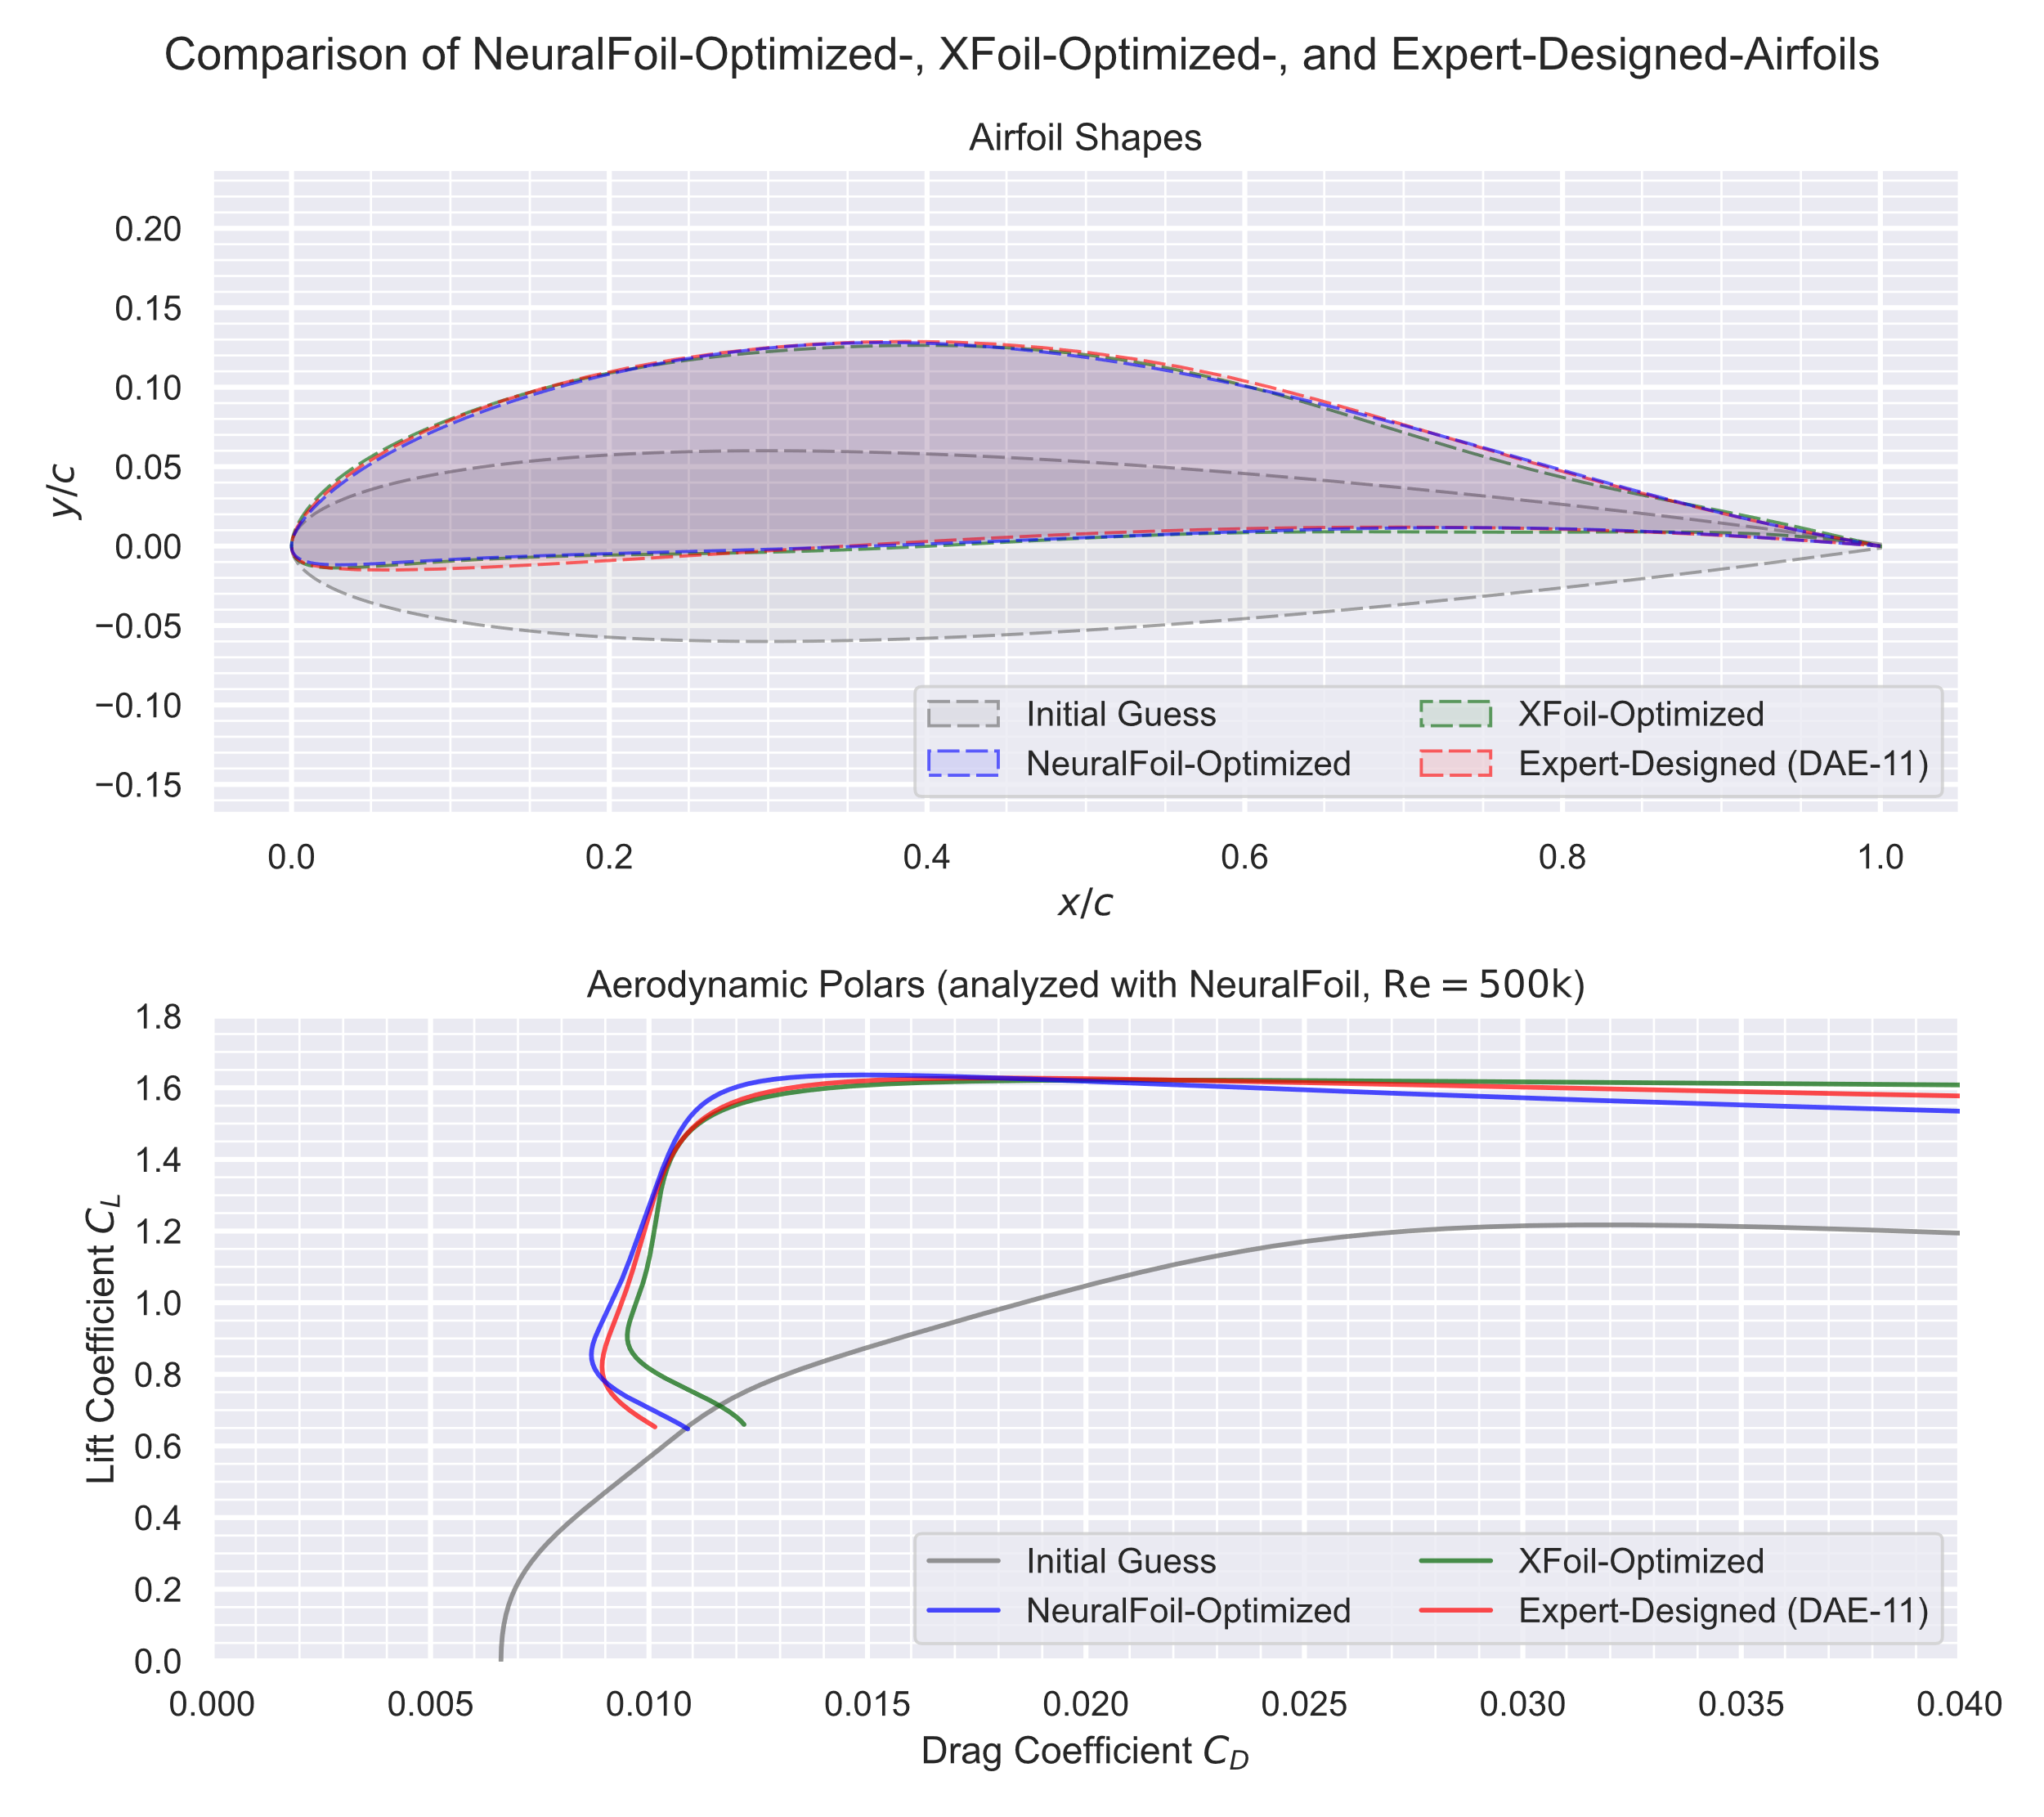 Comparison of NeuralFoil-Optimized-, XFoil-Optimized-, and Expert-Designed-Airfoils
Airfoil Shapes
0.20
0.15
0.10
0.05
0.00
−0.05
−0.10
−0.15
y/c
Initial Guess
NeuralFoil-Optimized
XFoil-Optimized
Expert-Designed (DAE-11)
0.0 0.2 0.4 0.6 0.8 1.0
x/c
Aerodynamic Polars (analyzed with NeuralFoil, Re = 500k)
1.8
1.6
1.4
1.2
1.0
0.8
0.6
0.4
0.2
0.0
Lift Coefficient C_L
Initial Guess
NeuralFoil-Optimized
XFoil-Optimized
Expert-Designed (DAE-11)
0.000 0.005 0.010 0.015 0.020 0.025 0.030 0.035 0.040
Drag Coefficient C_D